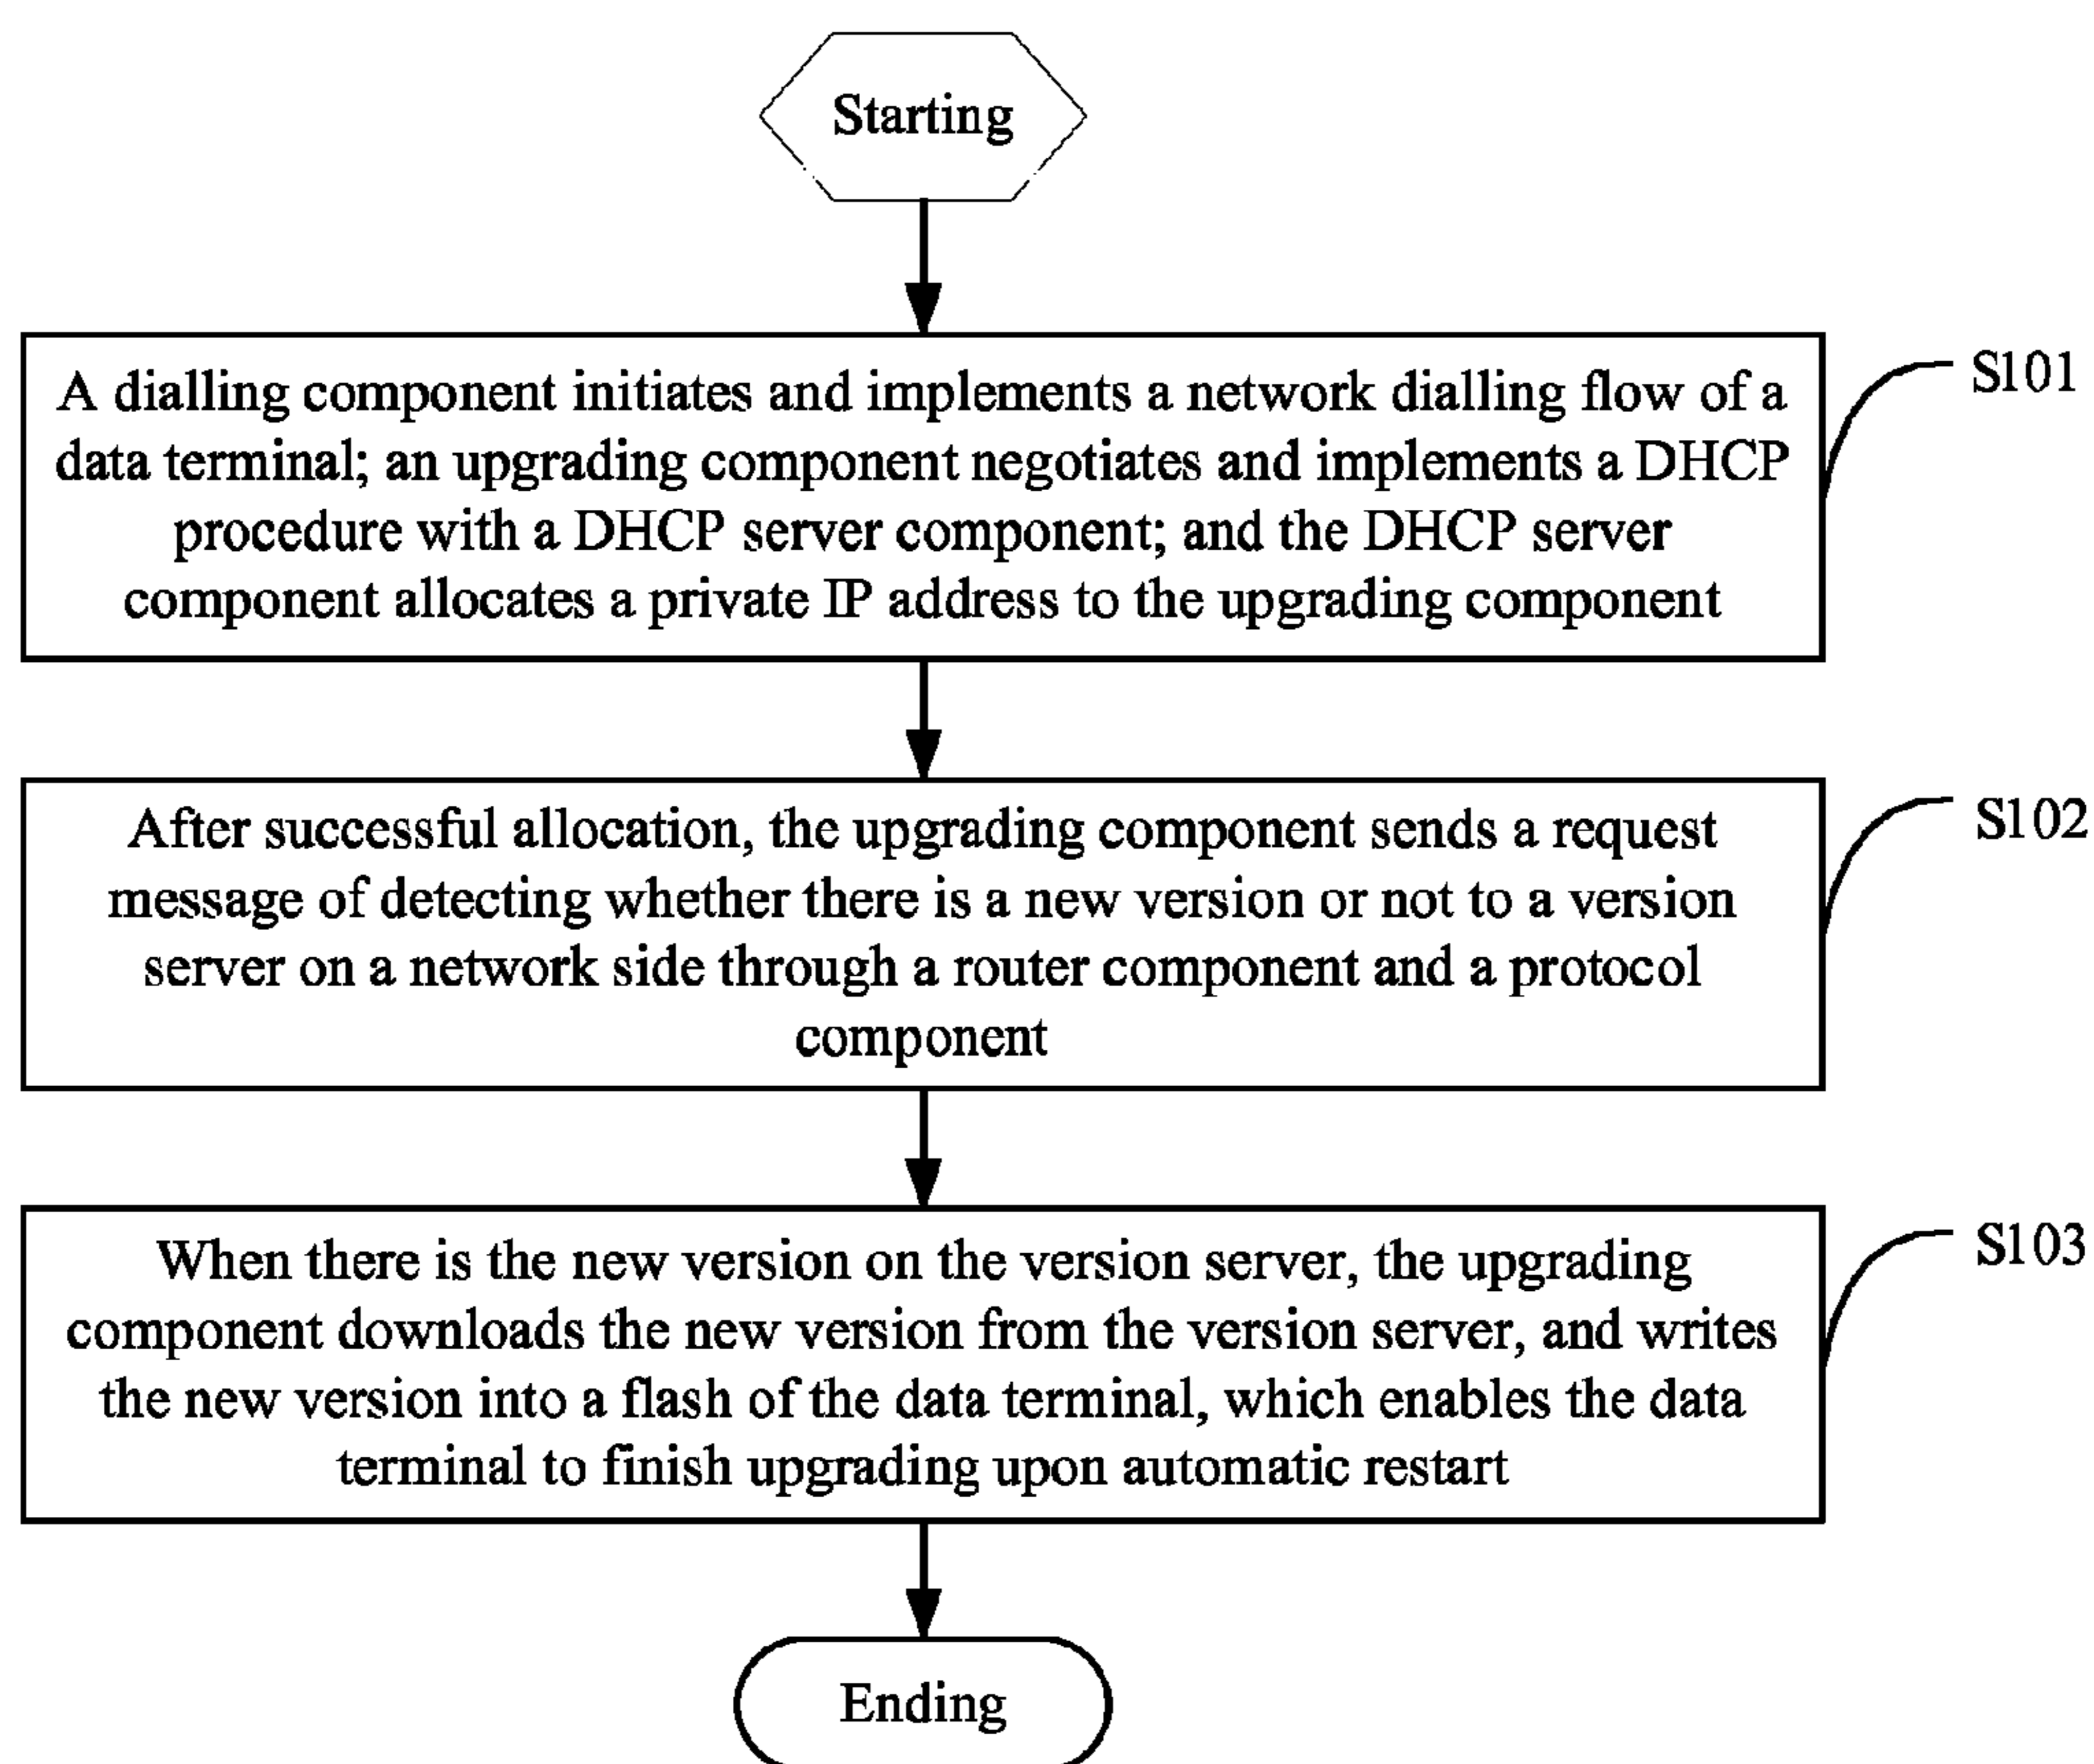 Starting
A dialling component initiates and implements a network dialling flow of a
data terminal; an upgrading component negotiates and implements a DHCP
procedure with a DHCP server component; and the DHCP server
component allocates a private IP address to the upgrading component
S101
After successful allocation, the upgrading component sends a request
message of detecting whether there is a new version or not to a version
server on a network side through a router component and a protocol
component
S102
When there is the new version on the version server, the upgrading
component downloads the new version from the version server, and writes
the new version into a flash of the data terminal, which enables the data
terminal to finish upgrading upon automatic restart
S103
Ending